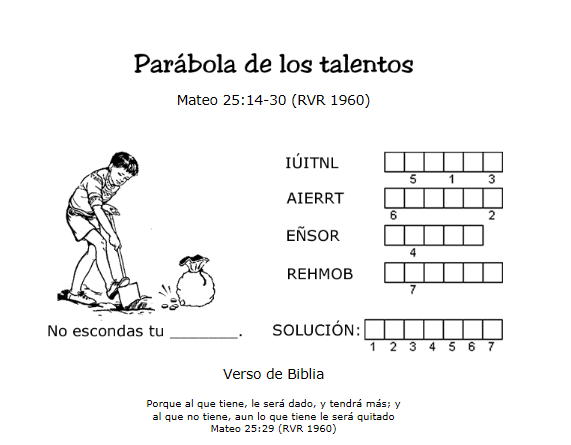 Parábola de los talentos
Mateo 25:14-30 (RVR 1960)
IÚITNL
5 1 3
AIERRT
6 2
EÑSOR
4
REHMOB
7
No escondas tu ________.
SOLUCIÓN:
1 2 3 4 5 6 7
Verso de Biblia
Porque al que tiene, le será dado, y tendrá más; y
al que no tiene, aun lo que tiene le será quitado
Mateo 25:29 (RVR 1960)